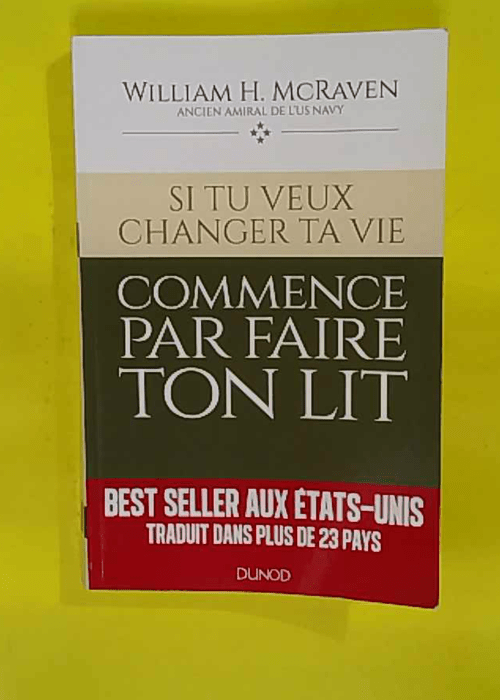 WILLIAM H. MCRAVEN
ANCIEN AMIRAL DE L'US NAVY
SI TU VEUX
CHANGER TA VIE
COMMENCE
PAR FAIRE
TON LIT
BEST SELLER AUX ÉTATS-UNIS
TRADUIT DANS PLUS DE 23 PAYS
DUNOD